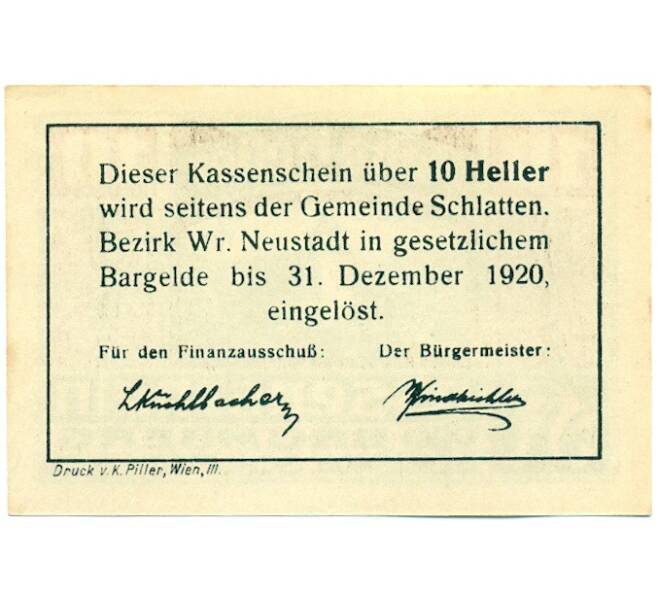 Dieser Kassenschein über 10 Heller
wird seitens der Gemeinde Schlatten,
Bezirk Wr. Neustadt in gesetzlichem
Bargelde bis 31. Dezember 1920,
eingelöst.
Für den Finanzausschuß: Der Bürgermeister:
Druck v. K. Piller, Wien, III.